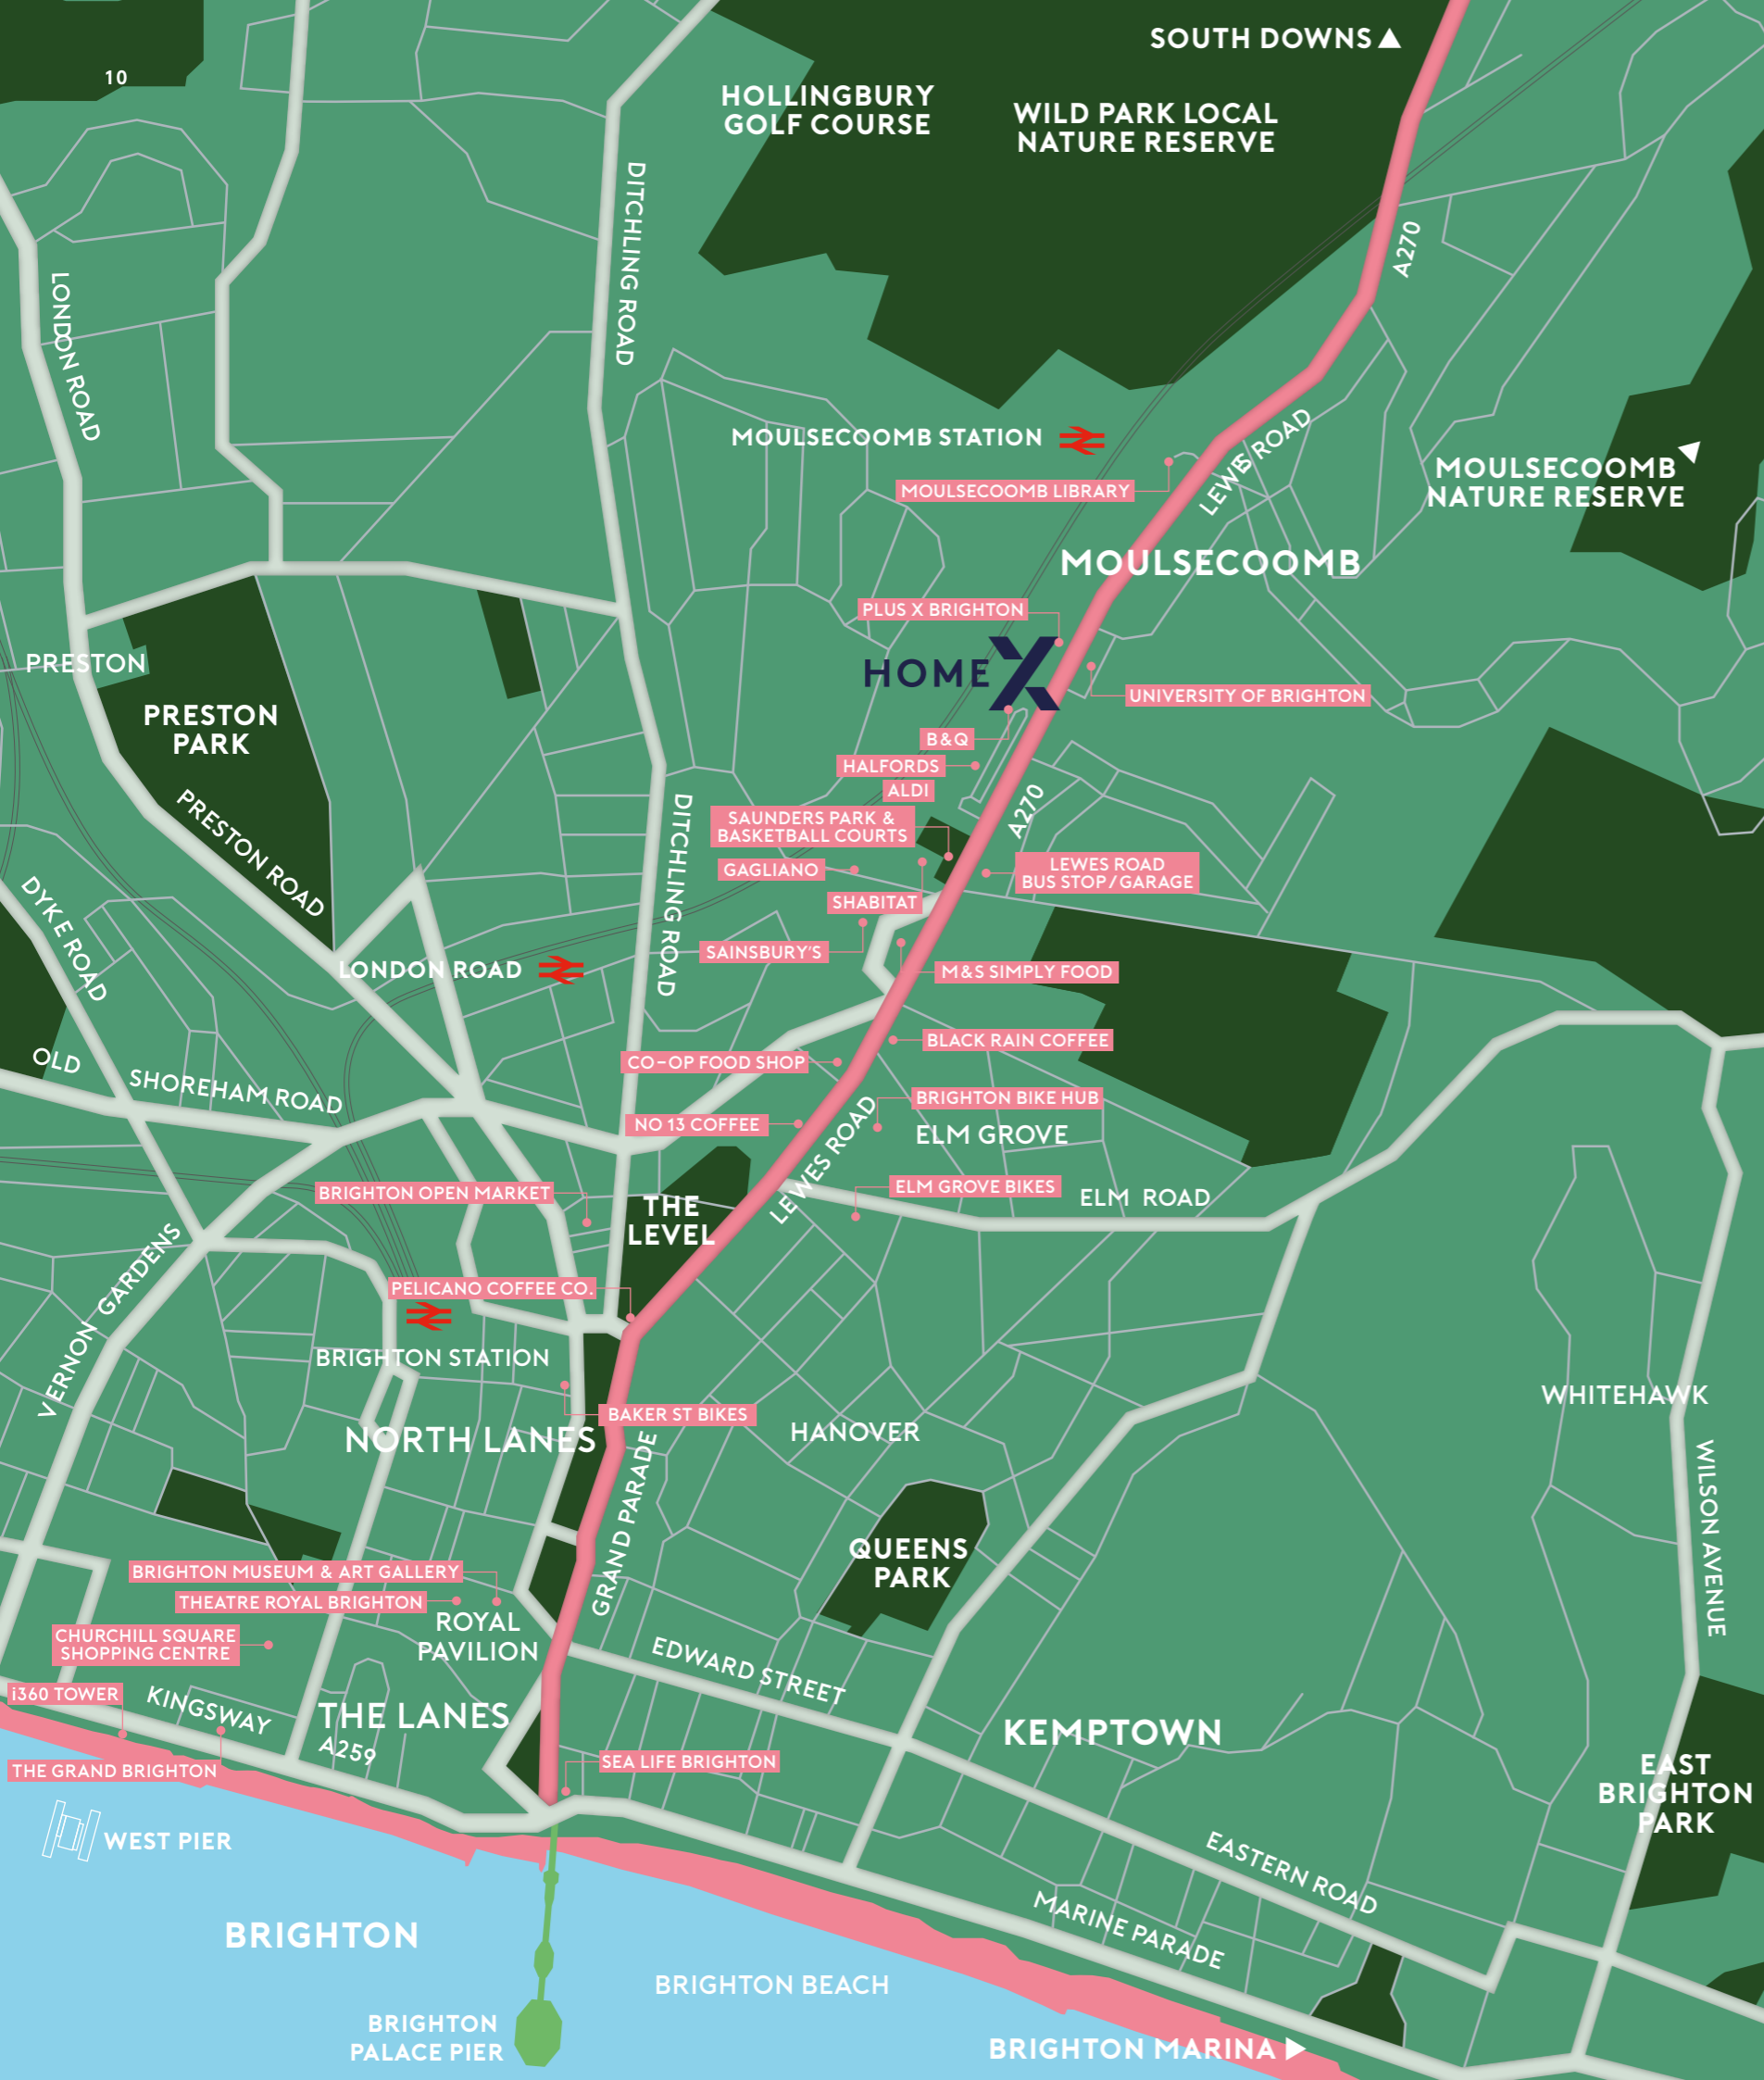 SOUTH DOWNS
10
HOLLINGBURY
GOLF COURSE
WILD PARK LOCAL
NATURE RESERVE
DITCHLING ROAD
A270
LONDON ROAD
MOULSECOOMB STATION
LEWES ROAD
MOULSECOOMB
NATURE RESERVE
MOULSECOOMB LIBRARY
MOULSECOOMB
PLUS X BRIGHTON
PRESTON
HOME X
UNIVERSITY OF BRIGHTON
PRESTON
PARK
B&Q
HALFORDS
ALDI
A270
PRESTON ROAD
DITCHLING ROAD
SAUNDERS PARK &
BASKETBALL COURTS
GAGLIANO
LEWES ROAD
BUS STOP/GARAGE
SHABITAT
DYKE ROAD
SAINSBURY'S
LONDON ROAD
M&S SIMPLY FOOD
BLACK RAIN COFFEE
OLD
SHOREHAM ROAD
CO-OP FOOD SHOP
BRIGHTON BIKE HUB
NO 13 COFFEE
LEWES ROAD
ELM GROVE
BRIGHTON OPEN MARKET
ELM GROVE BIKES
ELM ROAD
THE
LEVEL
VERNON GARDENS
PELICANO COFFEE CO.
BRIGHTON STATION
WHITEHAWK
BAKER ST BIKES
HANOVER
NORTH LANES
GRAND PARADE
WILSON AVENUE
QUEENS
PARK
BRIGHTON MUSEUM & ART GALLERY
THEATRE ROYAL BRIGHTON
ROYAL
PAVILION
CHURCHILL SQUARE
SHOPPING CENTRE
EDWARD STREET
i360 TOWER
KINGSWAY
THE LANES
A259
KEMPTOWN
THE GRAND BRIGHTON
SEA LIFE BRIGHTON
EAST
BRIGHTON
PARK
WEST PIER
EASTERN ROAD
MARINE PARADE
BRIGHTON
BRIGHTON BEACH
BRIGHTON
PALACE PIER
BRIGHTON MARINA